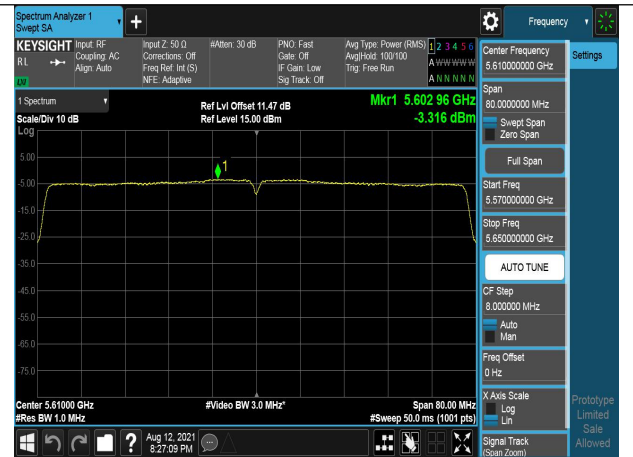 Spectrum Analyzer 1
Swept SA
Frequency
KEYSIGHT
RL
Input: RF
Coupling: AC
Align: Auto
Input Z: 50 Ω
Corrections: Off
Freq Ref: Int (S)
NFE: Adaptive
#Atten: 30 dB
PNO: Fast
Gate: Off
IF Gain: Low
Sig Track: Off
Avg Type: Power (RMS)
Avg|Hold: 100/100
Trig: Free Run
1 2 3 4 5 6
A W W W W W
A N N N N N
LXI
1 Spectrum
Scale/Div 10 dB
Ref Lvl Offset 11.47 dB
Ref Level 15.00 dBm
Mkr1 5.602 96 GHz
-3.316 dBm
Log
5.00
-5.00
-15.0
-25.0
-35.0
-45.0
-55.0
-65.0
-75.0
1
Center 5.61000 GHz
#Res BW 1.0 MHz
#Video BW 3.0 MHz*
Span 80.00 MHz
#Sweep 50.0 ms (1001 pts)
Center Frequency
5.610000000 GHz
Settings
Span
80.0000000 MHz
Swept Span
Zero Span
Full Span
Start Freq
5.570000000 GHz
Stop Freq
5.650000000 GHz
AUTO TUNE
CF Step
8.000000 MHz
Auto
Man
Freq Offset
0 Hz
X Axis Scale
Log
Lin
Signal Track
(Span Zoom)
Prototype
Limited
Sale
Allowed
?
Aug 12, 2021
8:27:09 PM